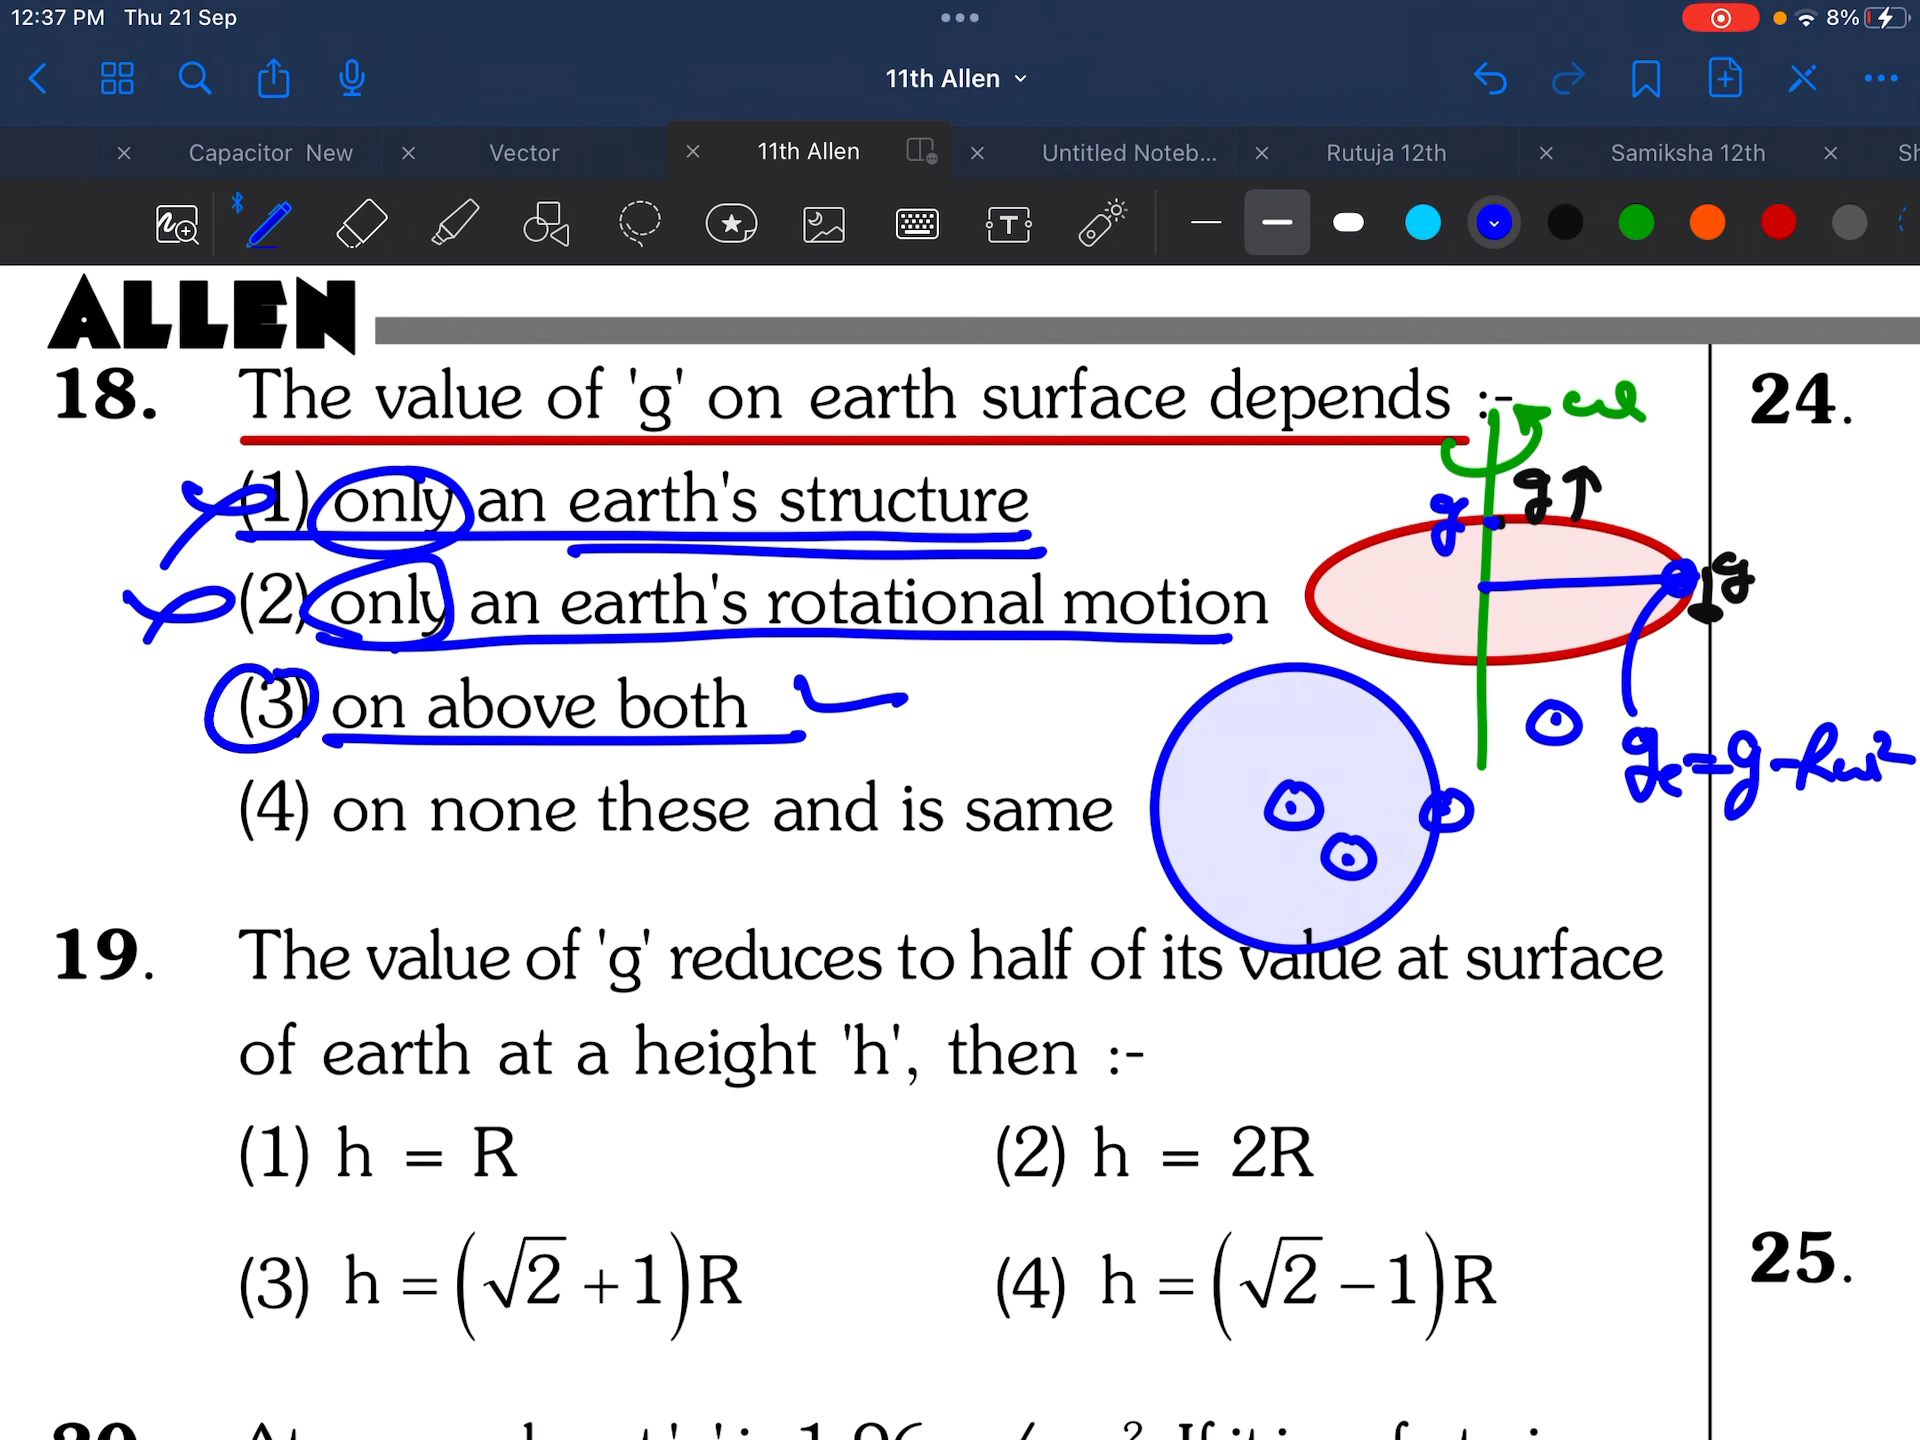 12:37 PM Thu 21 Sep
8%
11th Allen
Capacitor New
Vector
11th Allen
Untitled Noteb...
Rutuja 12th
Samiksha 12th
Sh
T
ALLEN
18. The value of 'g' on earth surface depends :-
ω
(1) only an earth's structure
g
g↑
(2) only an earth's rotational motion
↓g
(3) on above both
gₑ=g-Rω²
(4) on none these and is same
19. The value of 'g' reduces to half of its value at surface
of earth at a height 'h', then :-
(1) h = R
(2) h = 2R
(3) h = (√2 + 1)R
(4) h = (√2 – 1)R
24.
25.